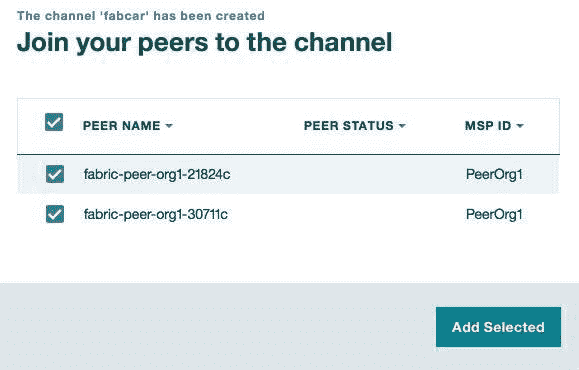 The channel 'fabcar' has been created
Join your peers to the channel
PEER NAME PEER STATUS MSP ID
fabric-peer-org1-21824c PeerOrg1
fabric-peer-org1-30711c PeerOrg1
Add Selected